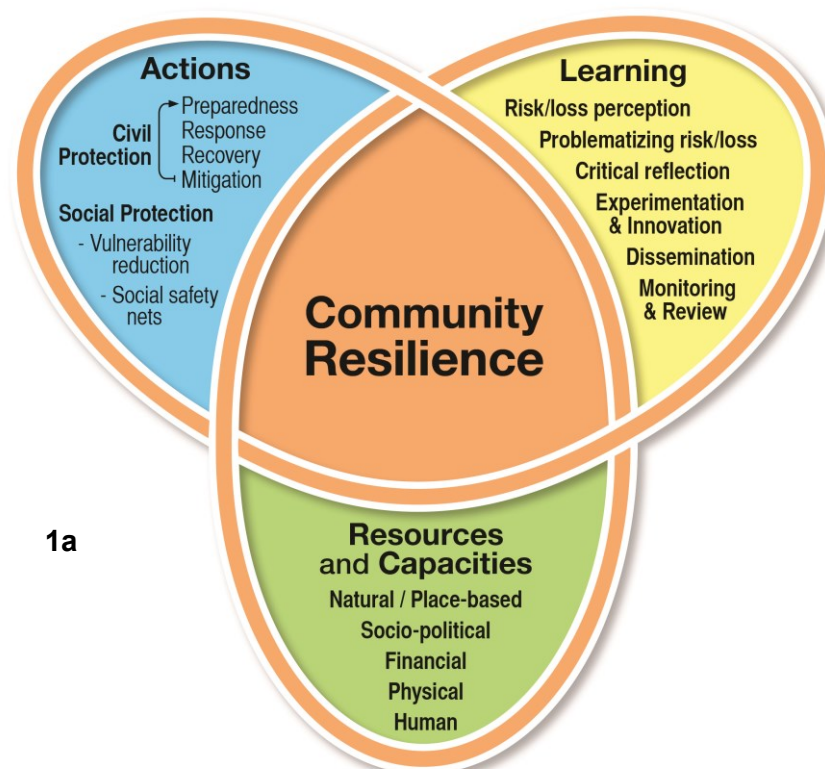 Actions
Civil
Protection
Preparedness
Response
Recovery
Mitigation
Social Protection
- Vulnerability
reduction
- Social safety
nets
Learning
Risk/loss perception
Problematizing risk/loss
Critical reflection
Experimentation
& Innovation
Dissemination
Monitoring
& Review
Community
Resilience
1a
Resources
and Capacities
Natural / Place-based
Socio-political
Financial
Physical
Human